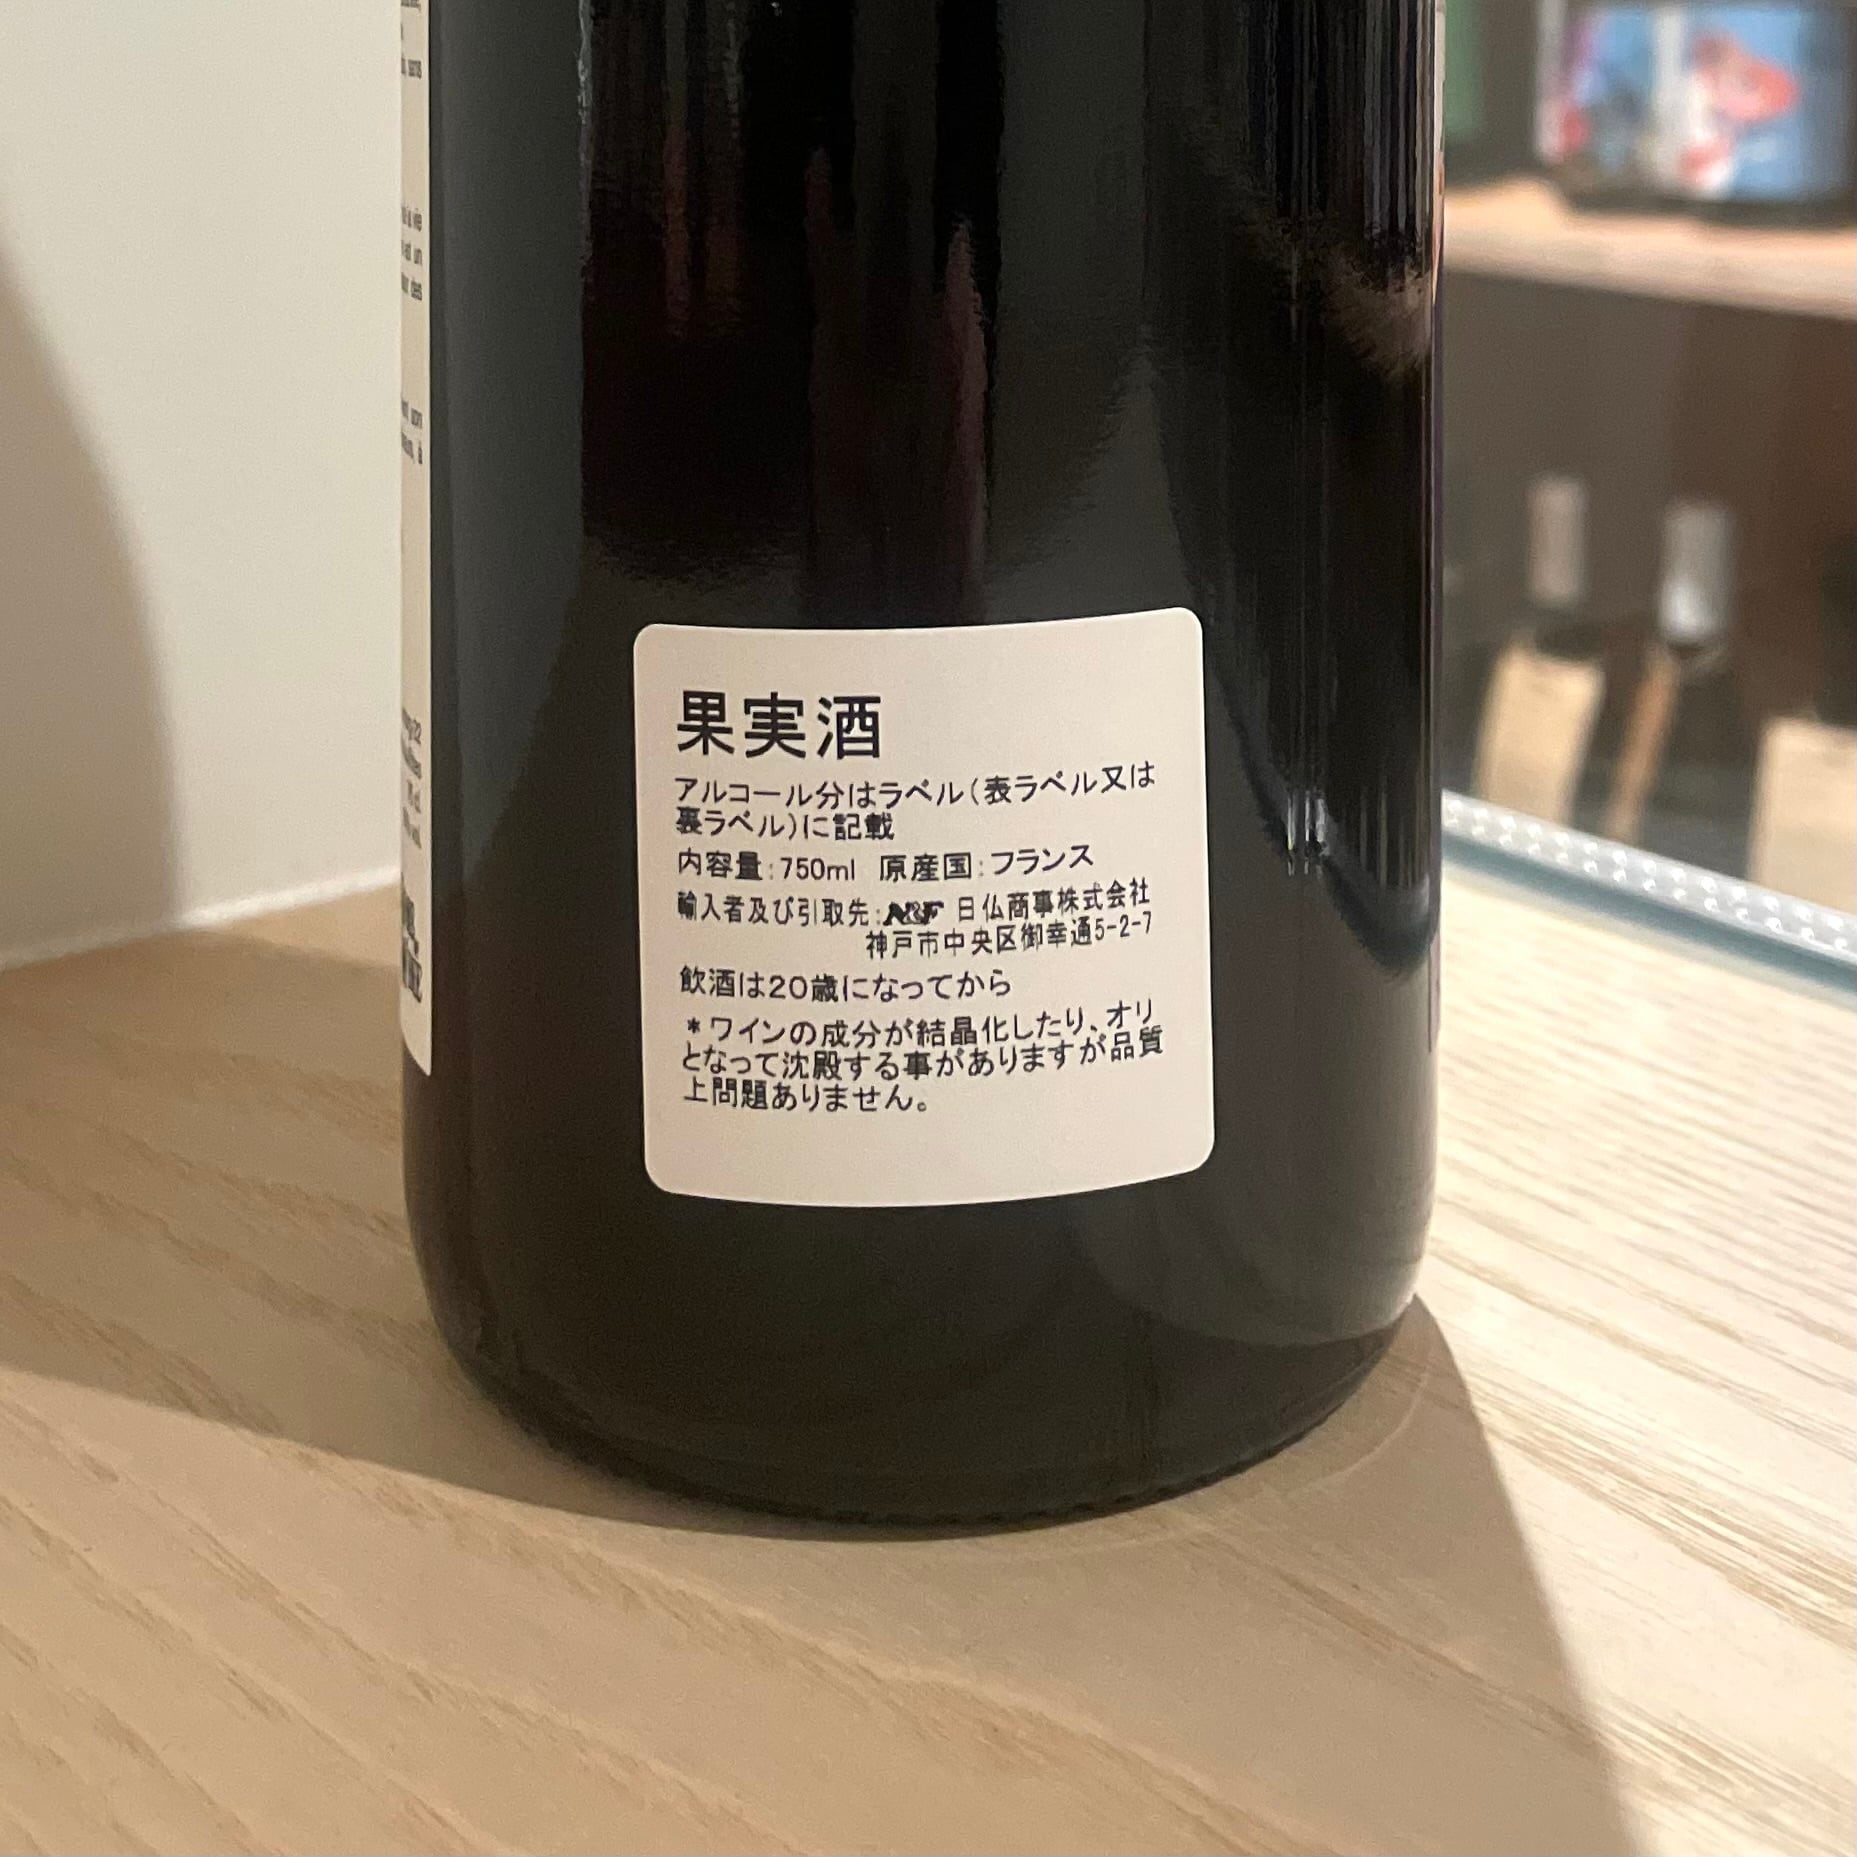 果実酒
アルコール分はラベル(表ラベル又は
裏ラベル)に記載
内容量:750ml 原産国:フランス
輸入者及び引取先:N&F 日仏商事株式会社
神戸市中央区御幸通5-2-7
飲酒は20歳になってから
*ワインの成分が結晶化したり、オリ
となって沈殿する事がありますが品質
上問題ありません。